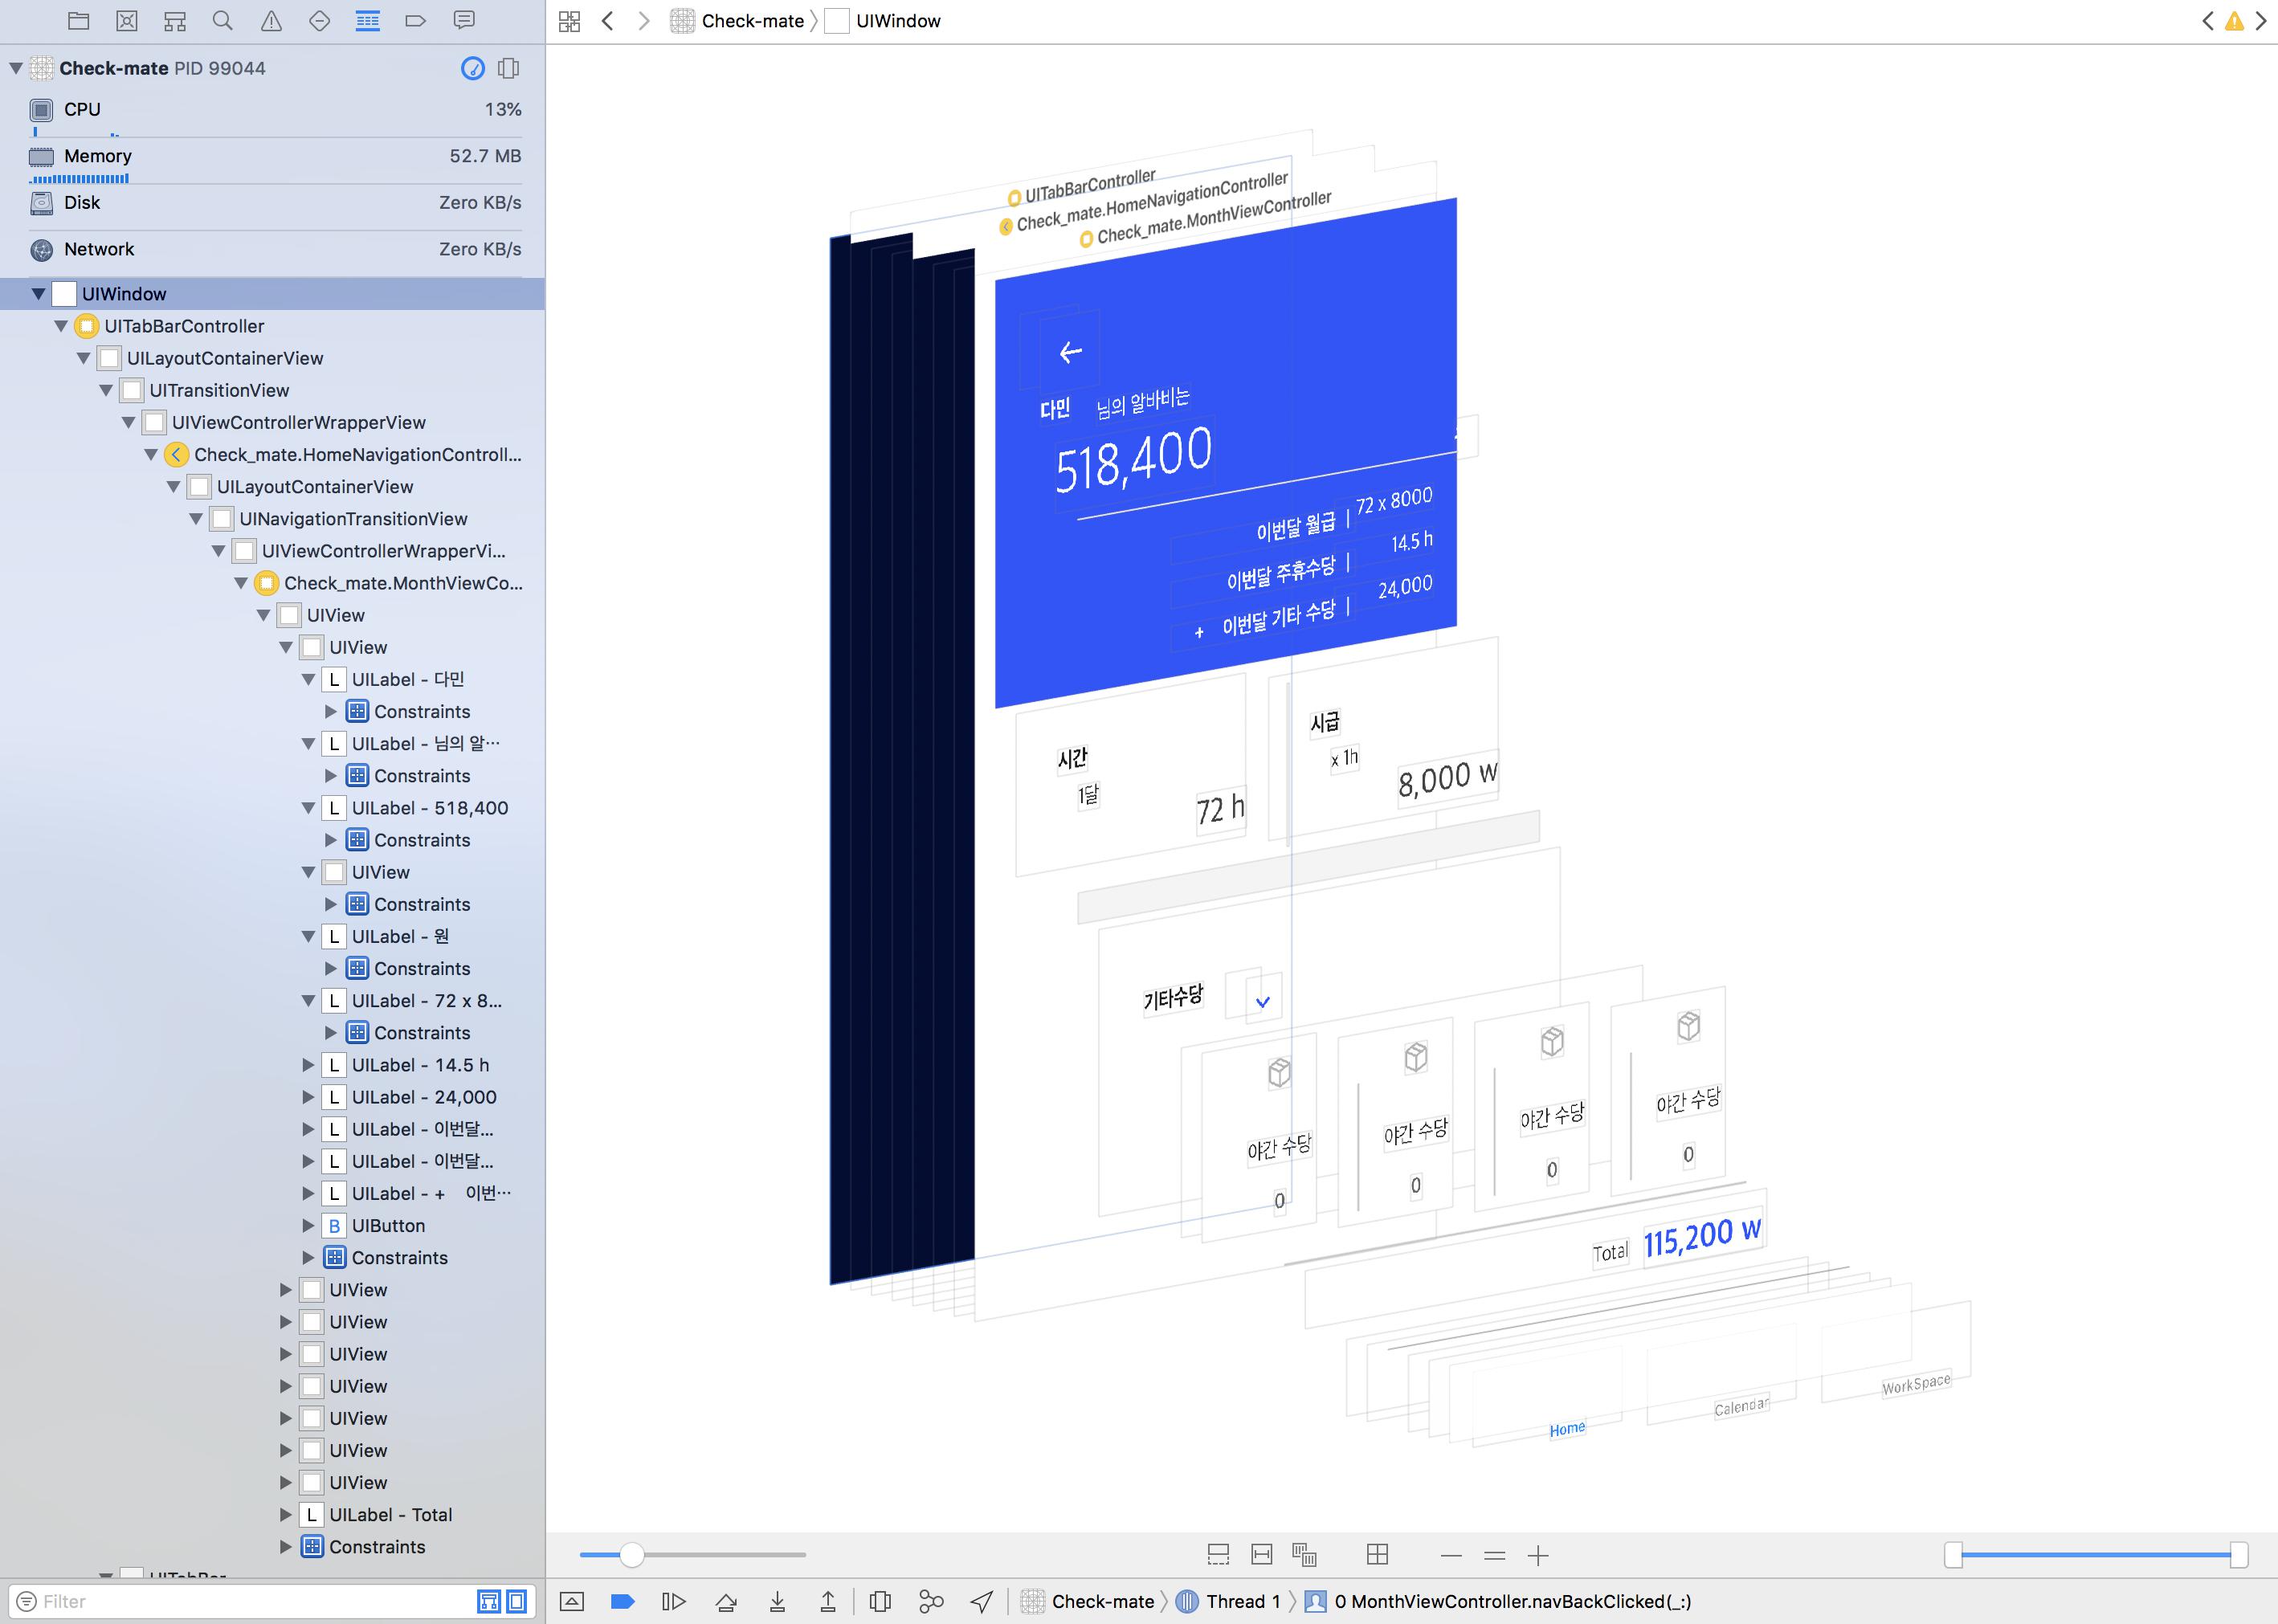 Check-mate PID 99044
CPU 13%
Memory 52.7 MB
Disk Zero KB/s
Network Zero KB/s
UIWindow
UITabBarController
UILayoutContainerView
UITransitionView
UIViewControllerWrapperView
Check_mate.HomeNavigationControll...
UILayoutContainerView
UINavigationTransitionView
UIViewControllerWrapperVi...
Check_mate.MonthViewCo...
UIView
UIView
L UILabel - 다민
Constraints
L UILabel - 님의 알…
Constraints
L UILabel - 518,400
Constraints
UIView
Constraints
L UILabel - 원
Constraints
L UILabel - 72 x 8...
Constraints
L UILabel - 14.5 h
L UILabel - 24,000
L UILabel - 이번달...
L UILabel - 이번달...
L UILabel - + 이번…
B UIButton
Constraints
UIView
UIView
UIView
UIView
UIView
UIView
UIView
L UILabel - Total
Constraints
UITabBar
Filter
Check-mate UIWindow
UITabBarController
Check_mate.HomeNavigationController
Check_mate.MonthViewController
다민 님의 알바비는
518,400
이번달 월급 | 72 x 8000
이번달 주휴수당 | 14.5 h
+ 이번달 기타 수당 | 24,000
시간
1달
72 h
시급
x 1h
8,000 w
기타수당
야간 수당
0
야간 수당
0
야간 수당
0
야간 수당
0
Total 115,200 w
Home
Calendar
WorkSpace
Check-mate Thread 1 0 MonthViewController.navBackClicked(_:)